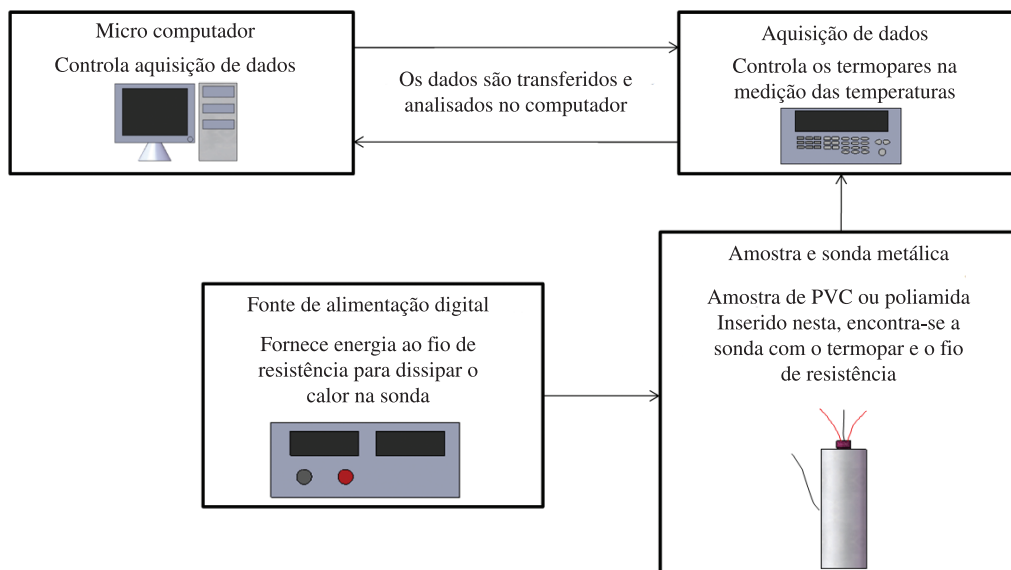 Micro computador
Controla aquisição de dados
Os dados são transferidos e
analisados no computador
Aquisição de dados
Controla os termopares na
medição das temperaturas
Fonte de alimentação digital
Fornece energia ao fio de
resistência para dissipar o
calor na sonda
Amostra e sonda metálica
Amostra de PVC ou poliamida
Inserido nesta, encontra-se a
sonda com o termopar e o fio
de resistência